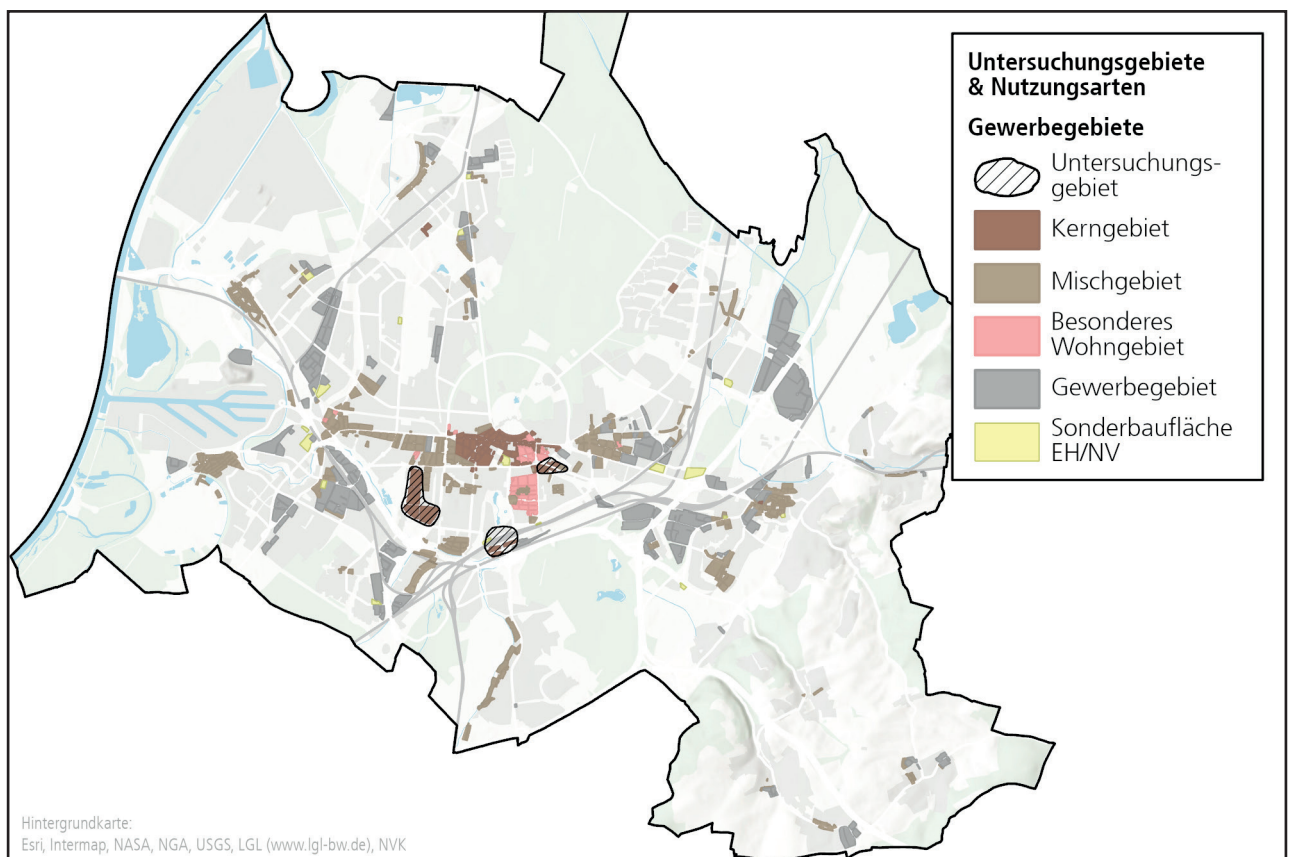 Untersuchungsgebiete
& Nutzungsarten
Gewerbegebiete
Untersuchungs-
gebiet
Kerngebiet
Mischgebiet
Besonderes
Wohngebiet
Gewerbegebiet
Sonderbaufläche
EH/NV
Hintergrundkarte:
Esri, Intermap, NASA, NGA, USGS, LGL (www.lgl-bw.de), NVK